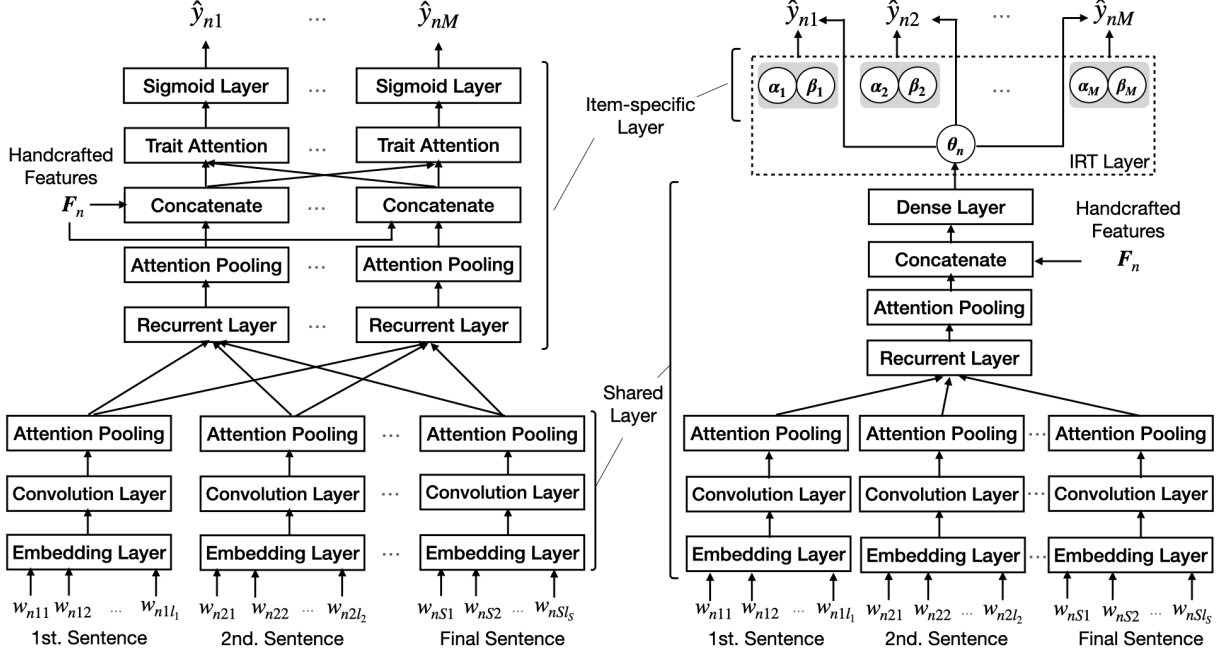 ŷn1 ... ŷnM
Sigmoid Layer ... Sigmoid Layer
Trait Attention ... Trait Attention
Handcrafted
Features
Fn
Concatenate ... Concatenate
Attention Pooling ... Attention Pooling
Recurrent Layer ... Recurrent Layer
Item-specific
Layer
Shared
Layer
Attention Pooling Attention Pooling ... Attention Pooling
Convolution Layer Convolution Layer ... Convolution Layer
Embedding Layer Embedding Layer ... Embedding Layer
wn11 wn12 ... wn1l1 wn21 wn22 ... wn2l2 wnS1 wnS2 ... wnSlS
1st. Sentence 2nd. Sentence Final Sentence
ŷn1 ŷn2 ... ŷnM
α1 β1 α2 β2 ... αM βM
θn
IRT Layer
Dense Layer
Handcrafted
Features
Concatenate Fn
Attention Pooling
Recurrent Layer
Attention Pooling Attention Pooling ... Attention Pooling
Convolution Layer Convolution Layer ... Convolution Layer
Embedding Layer Embedding Layer ... Embedding Layer
wn11 wn12 ... wn1l1 wn21 wn22 ... wn2l2 wnS1 wnS2 ... wnSlS
1st. Sentence 2nd. Sentence Final Sentence